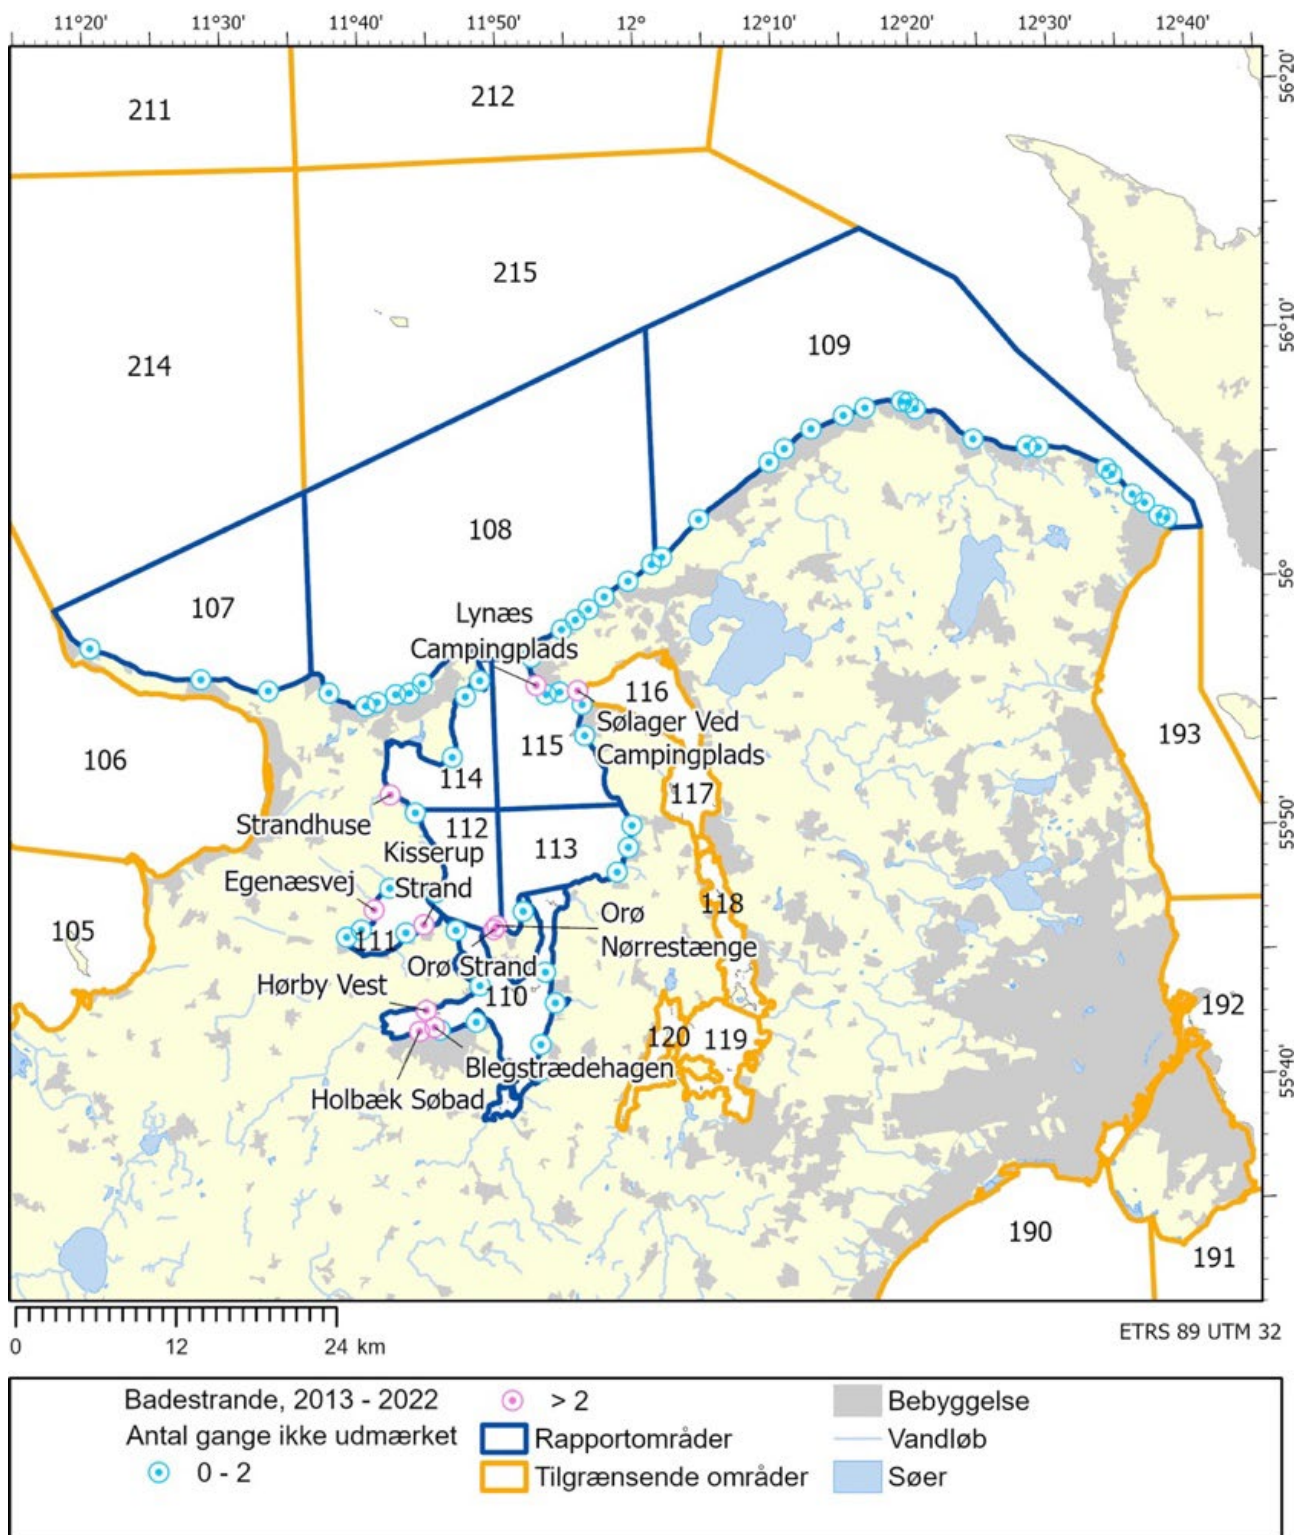 11°20' 11°30' 11°40' 11°50' 12° 12°10' 12°20' 12°30' 12°40'
56°20'
211
212
215
56°10'
109
214
108
56°
107
Lynæs
Campingplads
116
Sølager Ved
Campingplads
115
193
106
114
117
Strandhuse
112
55°50'
Kisserup
Strand
113
Egenæsvej
118
Orø
Nørrestænge
105
111
Orø Strand
Hørby Vest
110
192
120
119
Blegstrædehagen
55°40'
Holbæk Søbad
190
191
0 12 24 km
ETRS 89 UTM 32
Badestrande, 2013 - 2022
Antal gange ikke udmærket
0 - 2
> 2
Rapportområder
Tilgrænsende områder
Bebyggelse
Vandløb
Søer